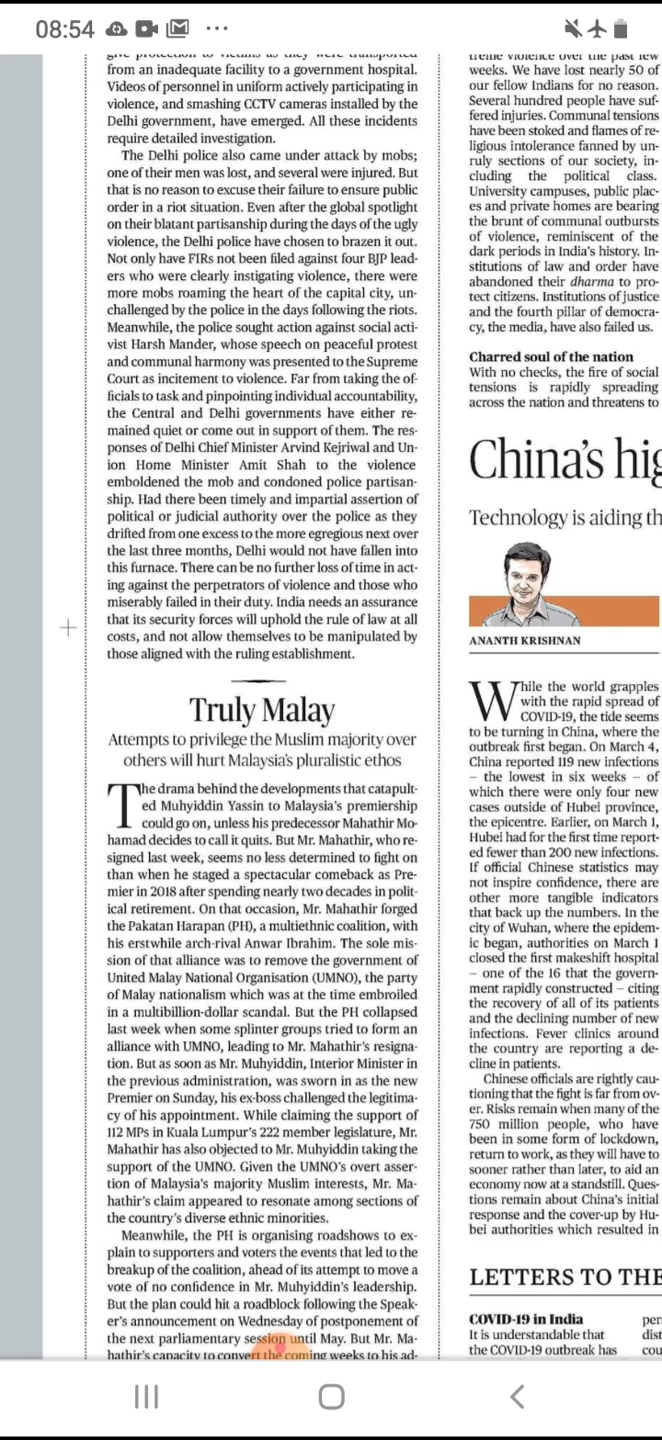 08:54
give protection to victims as they were transported
from an inadequate facility to a government hospital.
Videos of personnel in uniform actively participating in
violence, and smashing CCTV cameras installed by the
Delhi government, have emerged. All these incidents
require detailed investigation.
The Delhi police also came under attack by mobs;
one of their men was lost, and several were injured. But
that is no reason to excuse their failure to ensure public
order in a riot situation. Even after the global spotlight
on their blatant partisanship during the days of the ugly
violence, the Delhi police have chosen to brazen it out.
Not only have FIRs not been filed against four BJP lead-
ers who were clearly instigating violence, there were
more mobs roaming the heart of the capital city, un-
challenged by the police in the days following the riots.
Meanwhile, the police sought action against social acti-
vist Harsh Mander, whose speech on peaceful protest
and communal harmony was presented to the Supreme
Court as incitement to violence. Far from taking the of-
ficials to task and pinpointing individual accountability,
the Central and Delhi governments have either re-
mained quiet or come out in support of them. The res-
ponses of Delhi Chief Minister Arvind Kejriwal and Un-
ion Home Minister Amit Shah to the violence
emboldened the mob and condoned police partisan-
ship. Had there been timely and impartial assertion of
political or judicial authority over the police as they
drifted from one excess to the more egregious next over
the last three months, Delhi would not have fallen into
this furnace. There can be no further loss of time in act-
ing against the perpetrators of violence and those who
miserably failed in their duty. India needs an assurance
that its security forces will uphold the rule of law at all
costs, and not allow themselves to be manipulated by
those aligned with the ruling establishment.
Truly Malay
Attempts to privilege the Muslim majority over
others will hurt Malaysia's pluralistic ethos
The drama behind the developments that catapult-
ed Muhyiddin Yassin to Malaysia's premiership
could go on, unless his predecessor Mahathir Mo-
hamad decides to call it quits. But Mr. Mahathir, who re-
signed last week, seems no less determined to fight on
than when he staged a spectacular comeback as Pre-
mier in 2018 after spending nearly two decades in polit-
ical retirement. On that occasion, Mr. Mahathir forged
the Pakatan Harapan (PH), a multiethnic coalition, with
his erstwhile arch-rival Anwar Ibrahim. The sole mis-
sion of that alliance was to remove the government of
United Malay National Organisation (UMNO), the party
of Malay nationalism which was at the time embroiled
in a multibillion-dollar scandal. But the PH collapsed
last week when some splinter groups tried to form an
alliance with UMNO, leading to Mr. Mahathir's resigna-
tion. But as soon as Mr. Muhyiddin, Interior Minister in
the previous administration, was sworn in as the new
Premier on Sunday, his ex-boss challenged the legitima-
cy of his appointment. While claiming the support of
112 MPs in Kuala Lumpur's 222 member legislature, Mr.
Mahathir has also objected to Mr. Muhyiddin taking the
support of the UMNO. Given the UMNO's overt asser-
tion of Malaysia's majority Muslim interests, Mr. Ma-
hathir's claim appeared to resonate among sections of
the country's diverse ethnic minorities.
Meanwhile, the PH is organising roadshows to ex-
plain to supporters and voters the events that led to the
breakup of the coalition, ahead of its attempt to move a
vote of no confidence in Mr. Muhyiddin's leadership.
But the plan could hit a roadblock following the Speak-
er's announcement on Wednesday of postponement of
the next parliamentary session until May. But Mr. Ma-
hathir's capacity to convert the coming weeks to his ad-
treme violence over the past few
weeks. We have lost nearly 50 of
our fellow Indians for no reason.
Several hundred people have suf-
fered injuries. Communal tensions
have been stoked and flames of re-
ligious intolerance fanned by un-
ruly sections of our society, in-
cluding the political class.
University campuses, public plac-
es and private homes are bearing
the brunt of communal outbursts
of violence, reminiscent of the
dark periods in India's history. In-
stitutions of law and order have
abandoned their dharma to pro-
tect citizens. Institutions of justice
and the fourth pillar of democra-
cy, the media, have also failed us.
Charred soul of the nation
With no checks, the fire of social
tensions is rapidly spreading
across the nation and threatens to
China's hig
Technology is aiding th
ANANTH KRISHNAN
While the world grapples
with the rapid spread of
COVID-19, the tide seems
to be turning in China, where the
outbreak first began. On March 4,
China reported 119 new infections
– the lowest in six weeks – of
which there were only four new
cases outside of Hubei province,
the epicentre. Earlier, on March 1,
Hubei had for the first time report-
ed fewer than 200 new infections.
If official Chinese statistics may
not inspire confidence, there are
other more tangible indicators
that back up the numbers. In the
city of Wuhan, where the epidem-
ic began, authorities on March 1
closed the first makeshift hospital
– one of the 16 that the govern-
ment rapidly constructed – citing
the recovery of all of its patients
and the declining number of new
infections. Fever clinics around
the country are reporting a de-
cline in patients.
Chinese officials are rightly cau-
tioning that the fight is far from ov-
er. Risks remain when many of the
750 million people, who have
been in some form of lockdown,
return to work, as they will have to
sooner rather than later, to aid an
economy now at a standstill. Ques-
tions remain about China's initial
response and the cover-up by Hu-
bei authorities which resulted in
LETTERS TO THE
COVID-19 in India
It is understandable that
the COVID-19 outbreak has
per
dist
cou